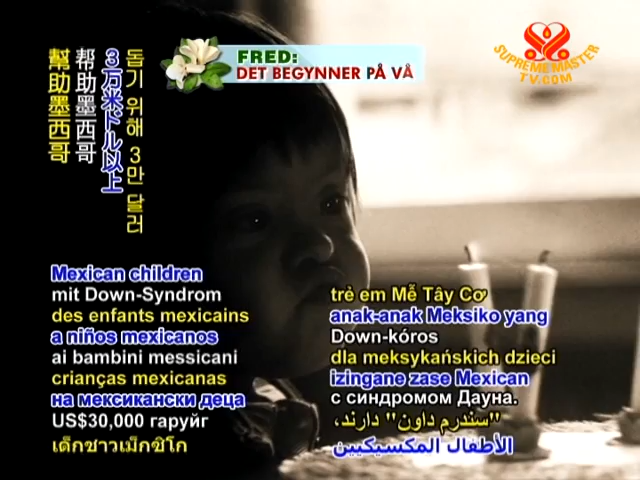 FRED:
DET BEGYNNER PÅ VÅ
SUPREME MASTER
TV.COM
돕기 위해 3만 달러
3万米ドル以上
帮助墨西哥
幫助墨西哥
Mexican children
mit Down-Syndrom
des enfants mexicains
a niños mexicanos
ai bambini messicani
crianças mexicanas
на мексикански деца
US$30,000 гаруйг
เด็กชาวเม็กซิโก
trẻ em Mễ Tây Cơ
anak-anak Meksiko yang
Down-kóros
dla meksykańskich dzieci
izingane zase Mexican
с синдромом Дауна.
"سندرم داون" دارند،
الأطفال المكسيكيين